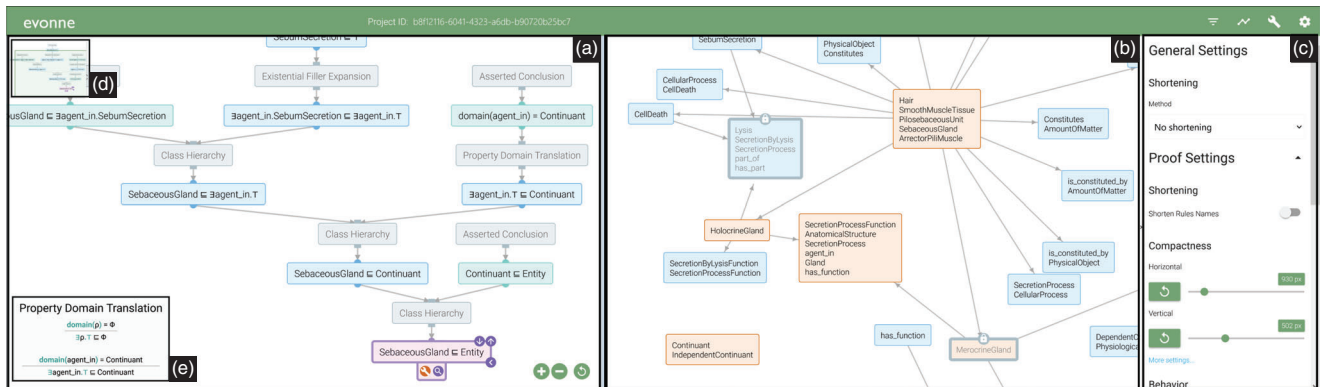 evonne
Project ID: b8f12116-6041-4323-a6db-b90720b25bc7
(a)
(d)
SebumSecretion ⊑ ⊤
Existential Filler Expansion
Asserted Conclusion
∃agent_in.SebumSecretion
∃agent_in.SebumSecretion ⊑ ∃agent_in.⊤
domain(agent_in) = Continuant
Class Hierarchy
Property Domain Translation
SebaceousGland ⊑ ∃agent_in.⊤
∃agent_in.⊤ ⊑ Continuant
Class Hierarchy
Asserted Conclusion
SebaceousGland ⊑ Continuant
Continuant ⊑ Entity
Class Hierarchy
SebaceousGland ⊑ Entity
Property Domain Translation
domain(ρ) = Φ
∃ρ.⊤ ⊑ Φ
domain(agent_in) = Continuant
∃agent_in.⊤ ⊑ Continuant
(e)
(b)
SebumSecretion
PhysicalObject
Constitutes
CellularProcess
CellDeath
CellDeath
Lysis
SecretionByLysis
SecretionProcess
part_of
has_part
Hair
SmoothMuscleTissue
PilosebaceousUnit
SebaceousGland
ArrectorPiliMuscle
Constitutes
AmountOfMatter
is_constituted_by
AmountOfMatter
HolocrineGland
SecretionProcessFunction
AnatomicalStructure
SecretionProcess
agent_in
Gland
has_function
SecretionByLysisFunction
SecretionProcessFunction
is_constituted_by
PhysicalObject
SecretionProcess
CellularProcess
Continuant
IndependentContinuant
has_function
MerocrineGland
(c)
General Settings
Shortening
Method
No shortening
Proof Settings
Shortening
Shorten Rules Names
Compactness
Horizontal
930 px
Vertical
502 px
More settings...
Behavior